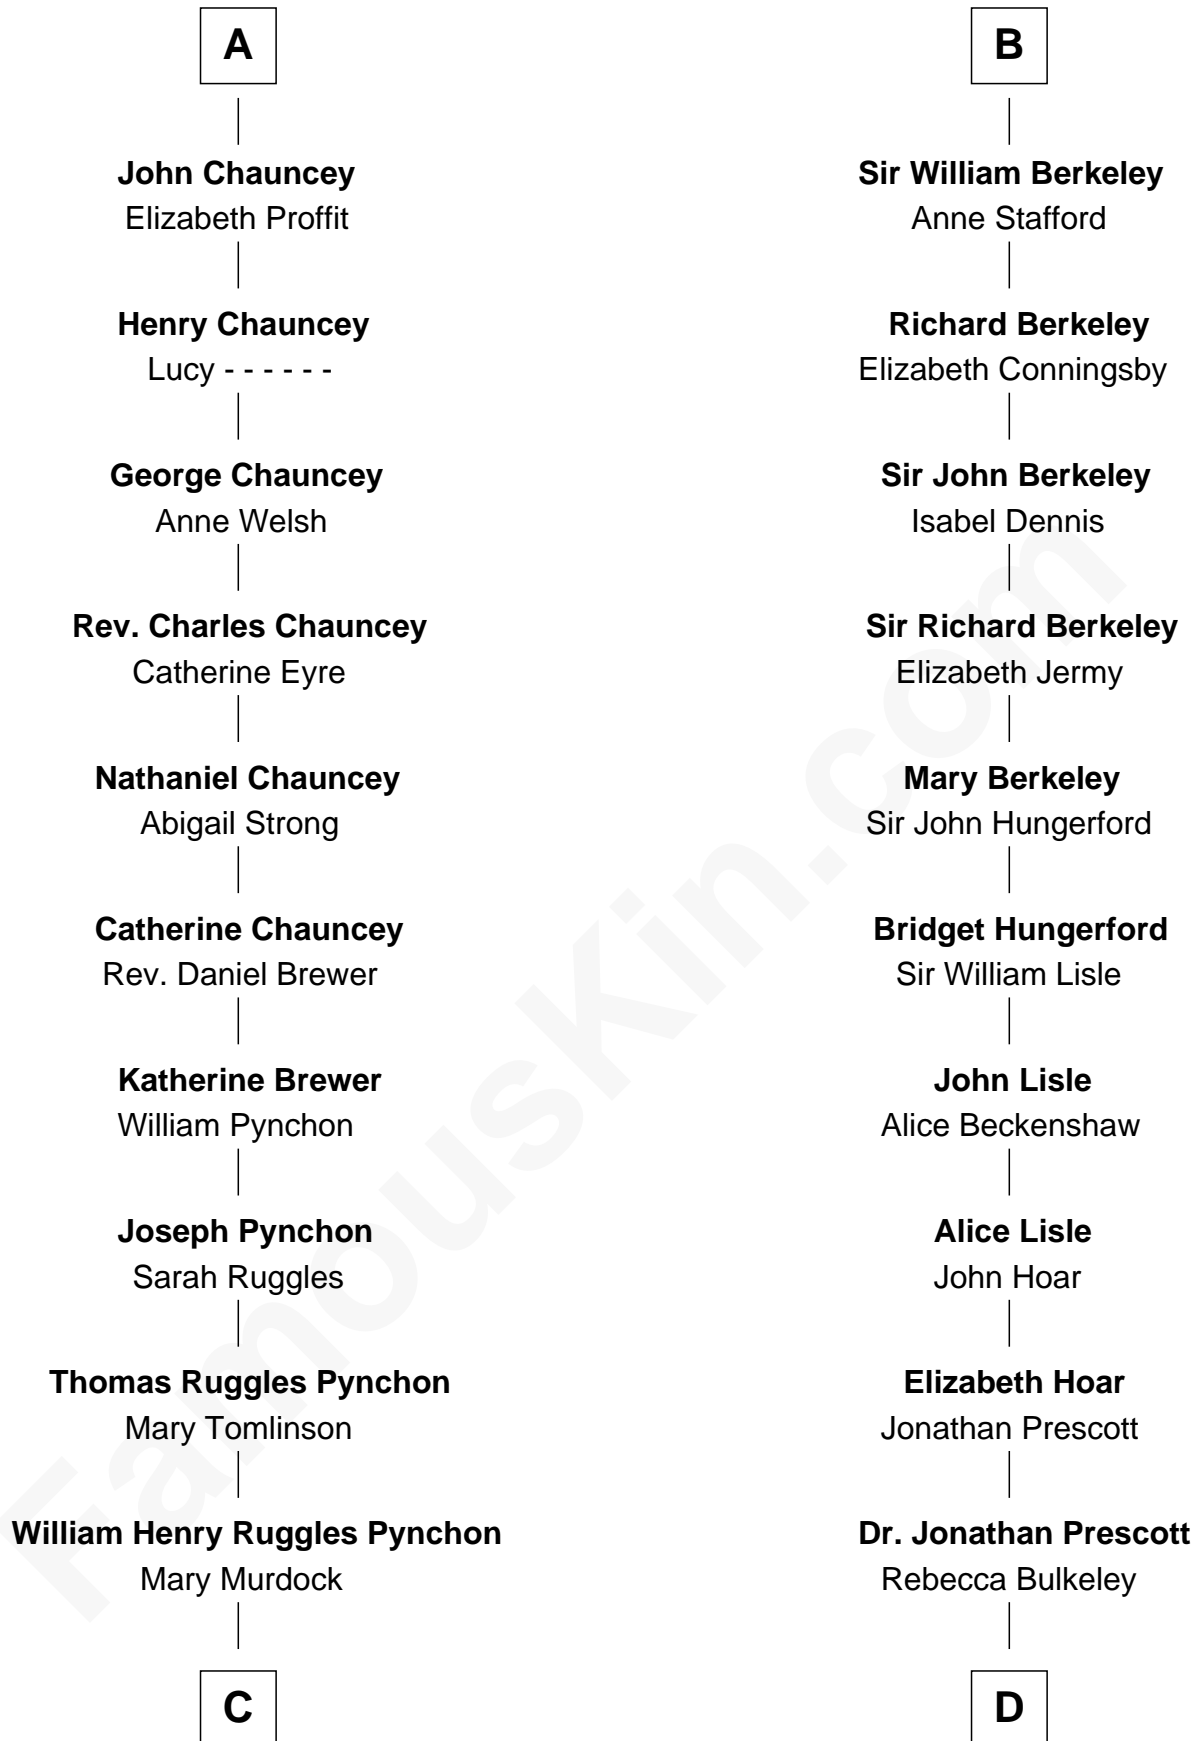 A
John Chauncey
Elizabeth Proffit
Henry Chauncey
Lucy - - - - - -
George Chauncey
Anne Welsh
Rev. Charles Chauncey
Catherine Eyre
Nathaniel Chauncey
Abigail Strong
Catherine Chauncey
Rev. Daniel Brewer
Katherine Brewer
William Pynchon
Joseph Pynchon
Sarah Ruggles
Thomas Ruggles Pynchon
Mary Tomlinson
William Henry Ruggles Pynchon
Mary Murdock
C
B
Sir William Berkeley
Anne Stafford
Richard Berkeley
Elizabeth Conningsby
Sir John Berkeley
Isabel Dennis
Sir Richard Berkeley
Elizabeth Jermy
Mary Berkeley
Sir John Hungerford
Bridget Hungerford
Sir William Lisle
John Lisle
Alice Beckenshaw
Alice Lisle
John Hoar
Elizabeth Hoar
Jonathan Prescott
Dr. Jonathan Prescott
Rebecca Bulkeley
D
FamousKin.com